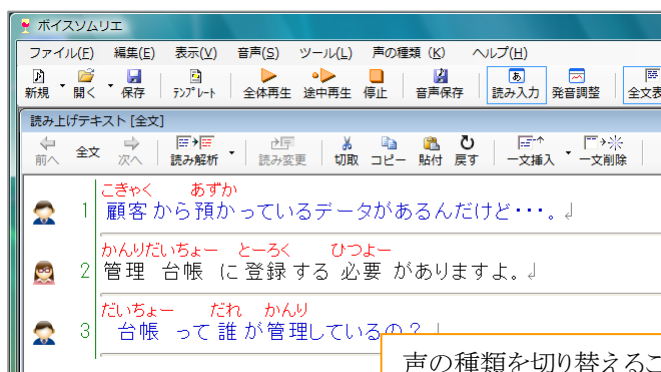 ボイスソムリエ
ファイル(F) 編集(E) 表示(V) 音声(S) ツール(L) 声の種類 (K) ヘルプ(H)
新規 開く 保存 テンプレート 全体再生 途中再生 停止 音声保存 読み入力 発音調整 全文表
読み上げテキスト [全文]
前へ 全文 次へ 読み解析 読み変更 切取 コピー 貼付 戻す 一文挿入 一文削除
こきゃく あずか
1 顧客から預かっているデータがあるんだけど・・・。↲
かんりだいちょー とーろく ひつよー
2 管理 台帳 に 登録 する 必要 がありますよ。↲
だいちょー だれ かんり
3 台帳 って 誰 が 管理しているの?
声の種類を切り替えるこ